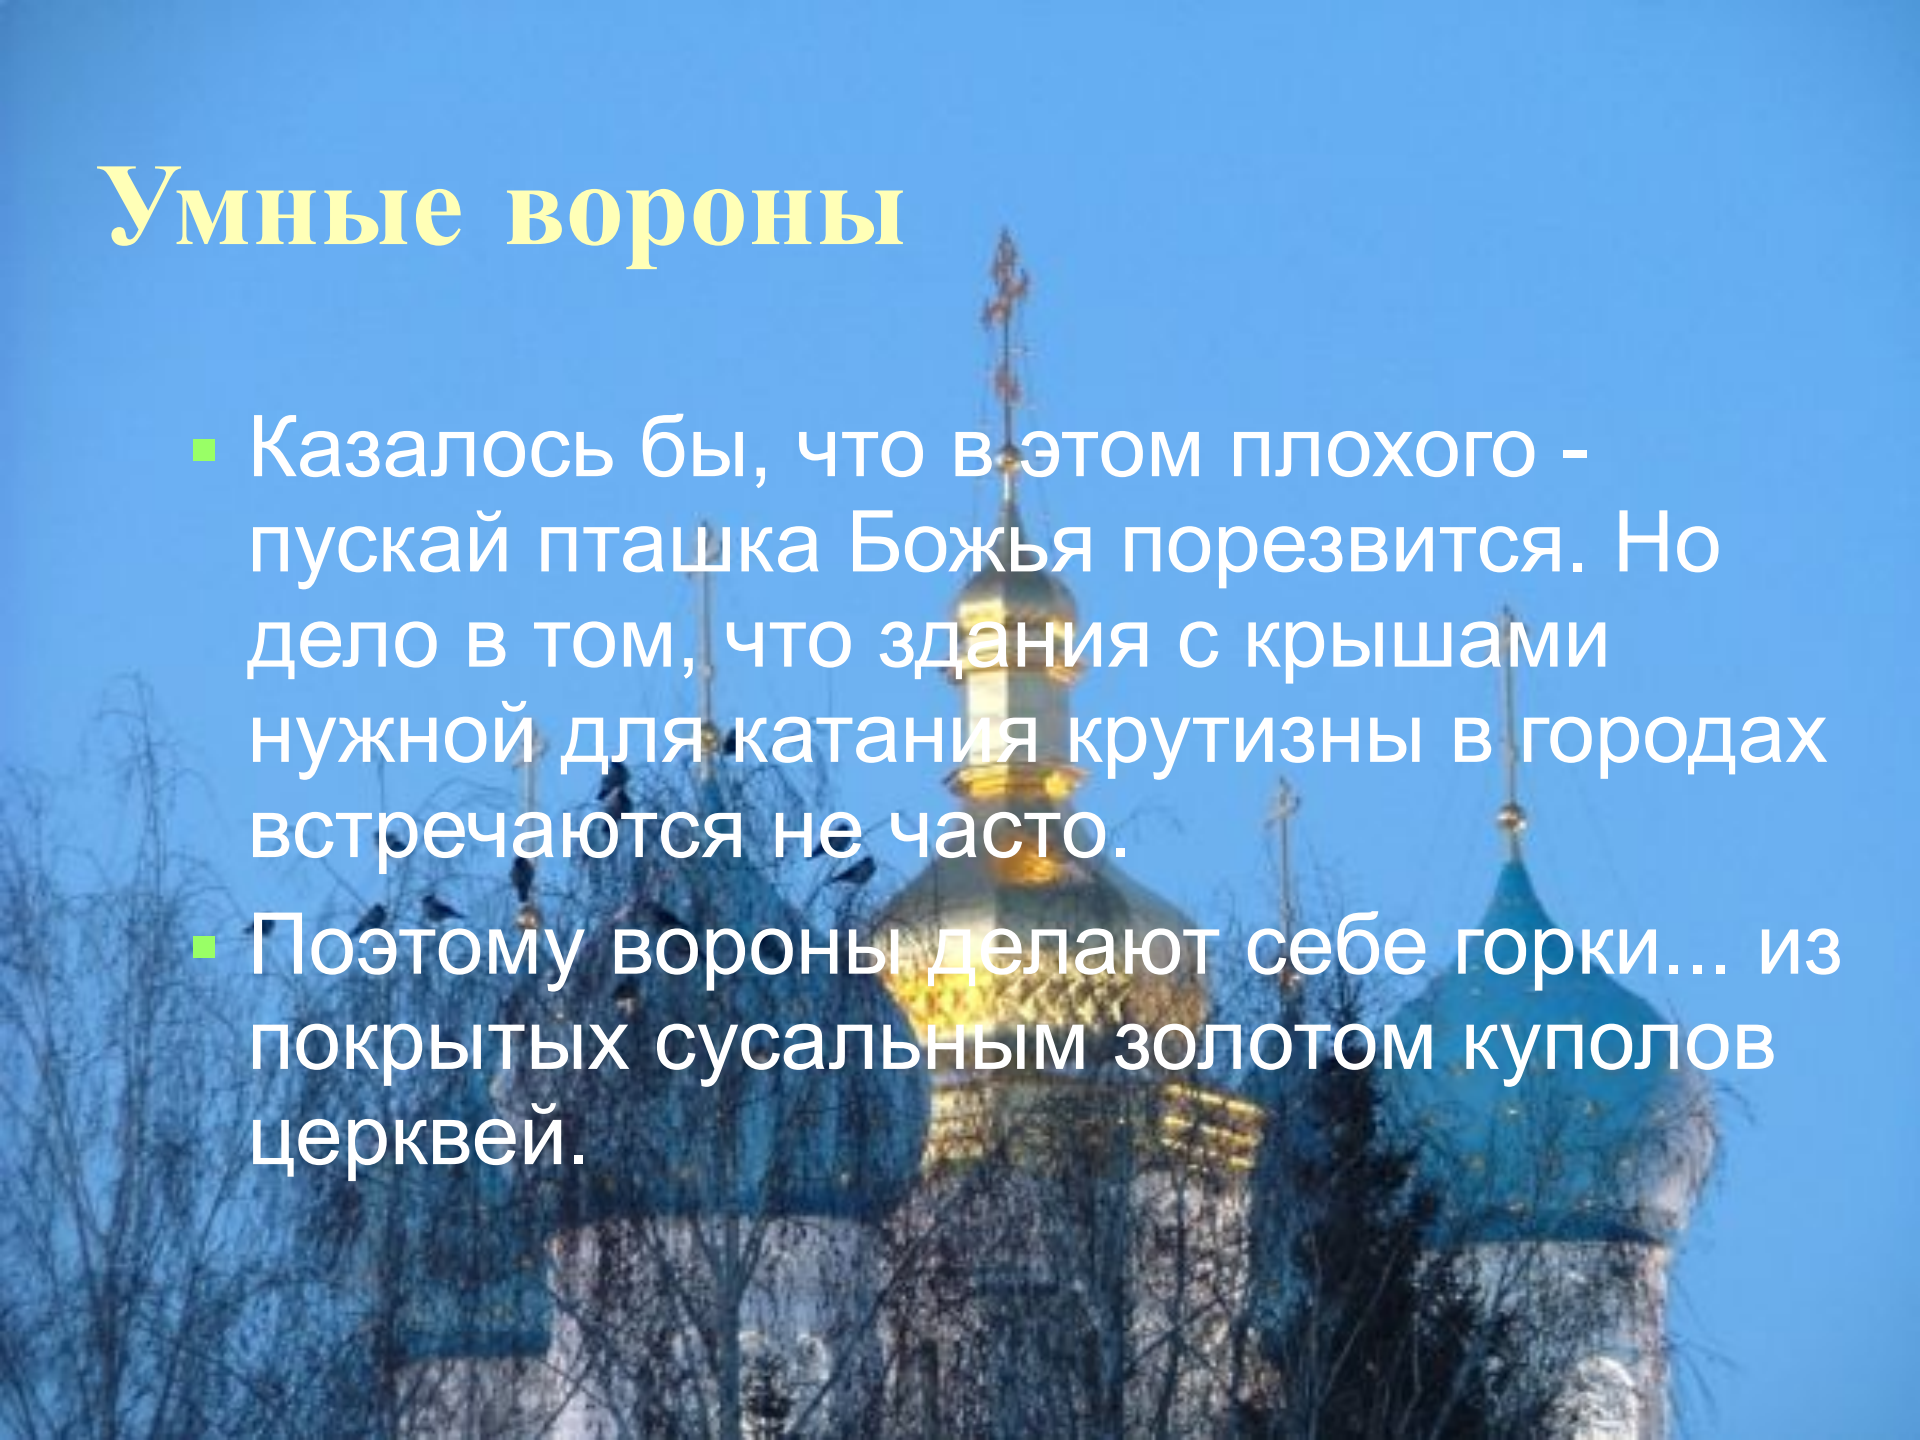 Умные вороны
Казалось бы, что в этом плохого -
пускай пташка Божья порезвится. Но
дело в том, что здания с крышами
нужной для катания крутизны в городах
встречаются не часто.
Поэтому вороны делают себе горки... из
покрытых сусальным золотом куполов
церквей.